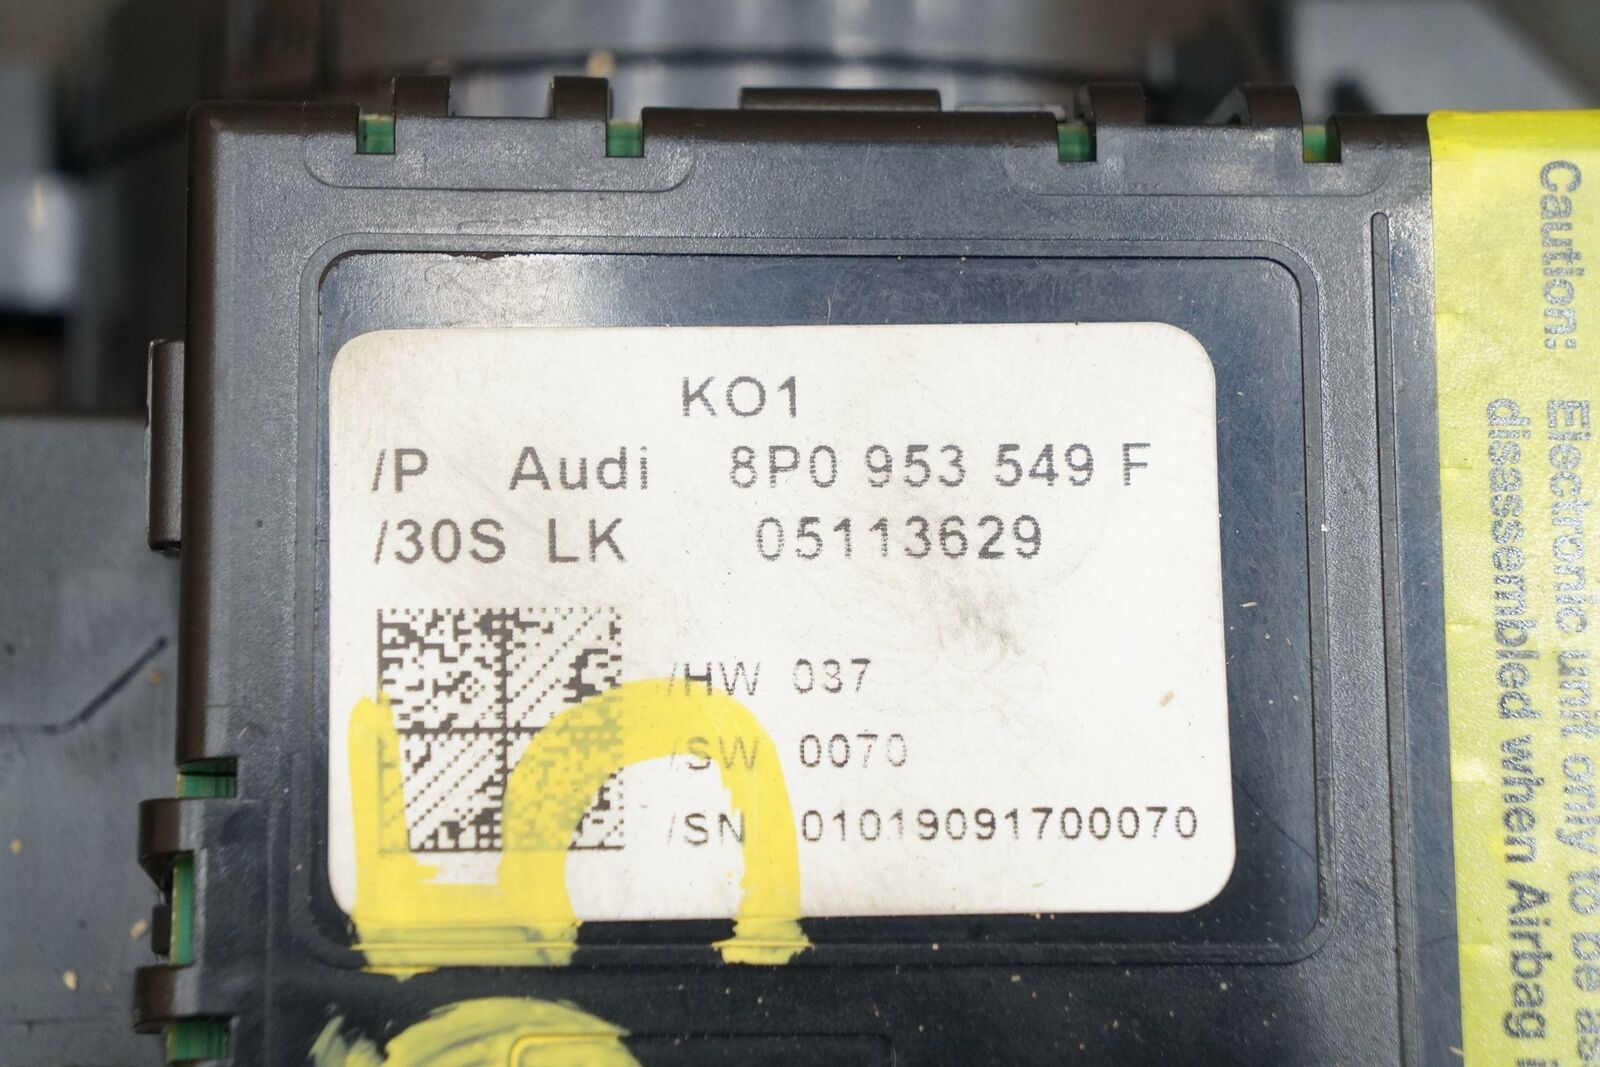 KO1
/P Audi 8P0 953 549 F
/30S LK 05113629
/HW 037
/SW 0070
/SN 01019091700070
Caution: Electronic unit only to be
disassembled when Airbag